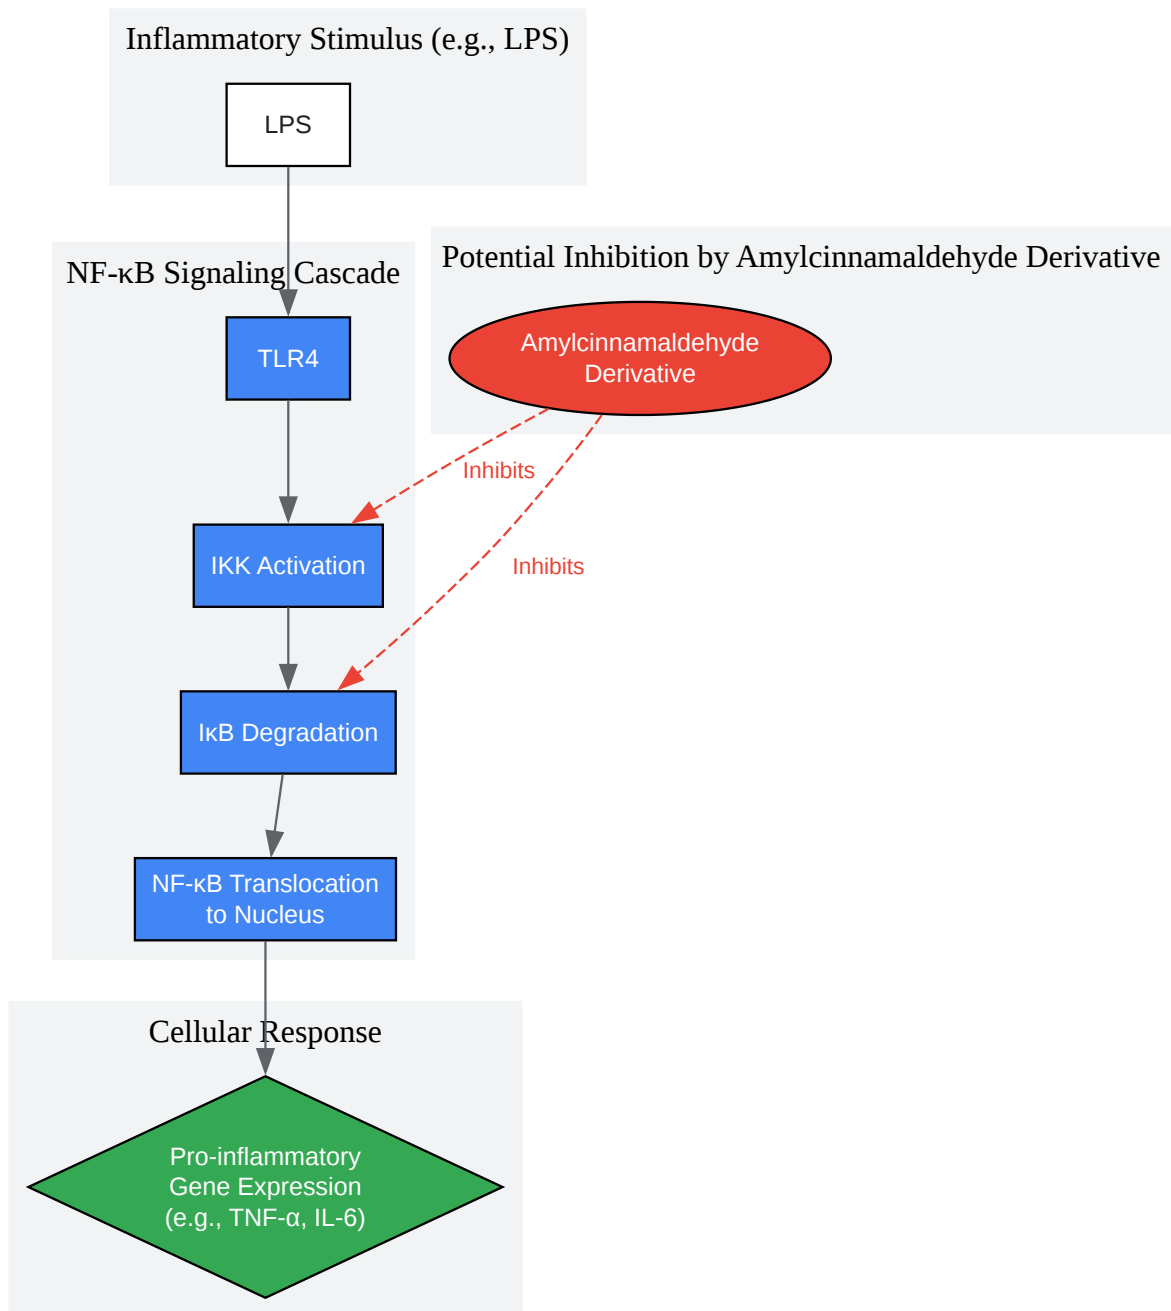 Inflammatory Stimulus (e.g., LPS)
LPS
NF-κB Signaling Cascade
Potential Inhibition by Amylcinnamaldehyde Derivative
TLR4
Amylcinnamaldehyde
Derivative
Inhibits
IKK Activation
Inhibits
IκB Degradation
NF-κB Translocation
to Nucleus
Cellular Response
Pro-inflammatory
Gene Expression
(e.g., TNF-α, IL-6)